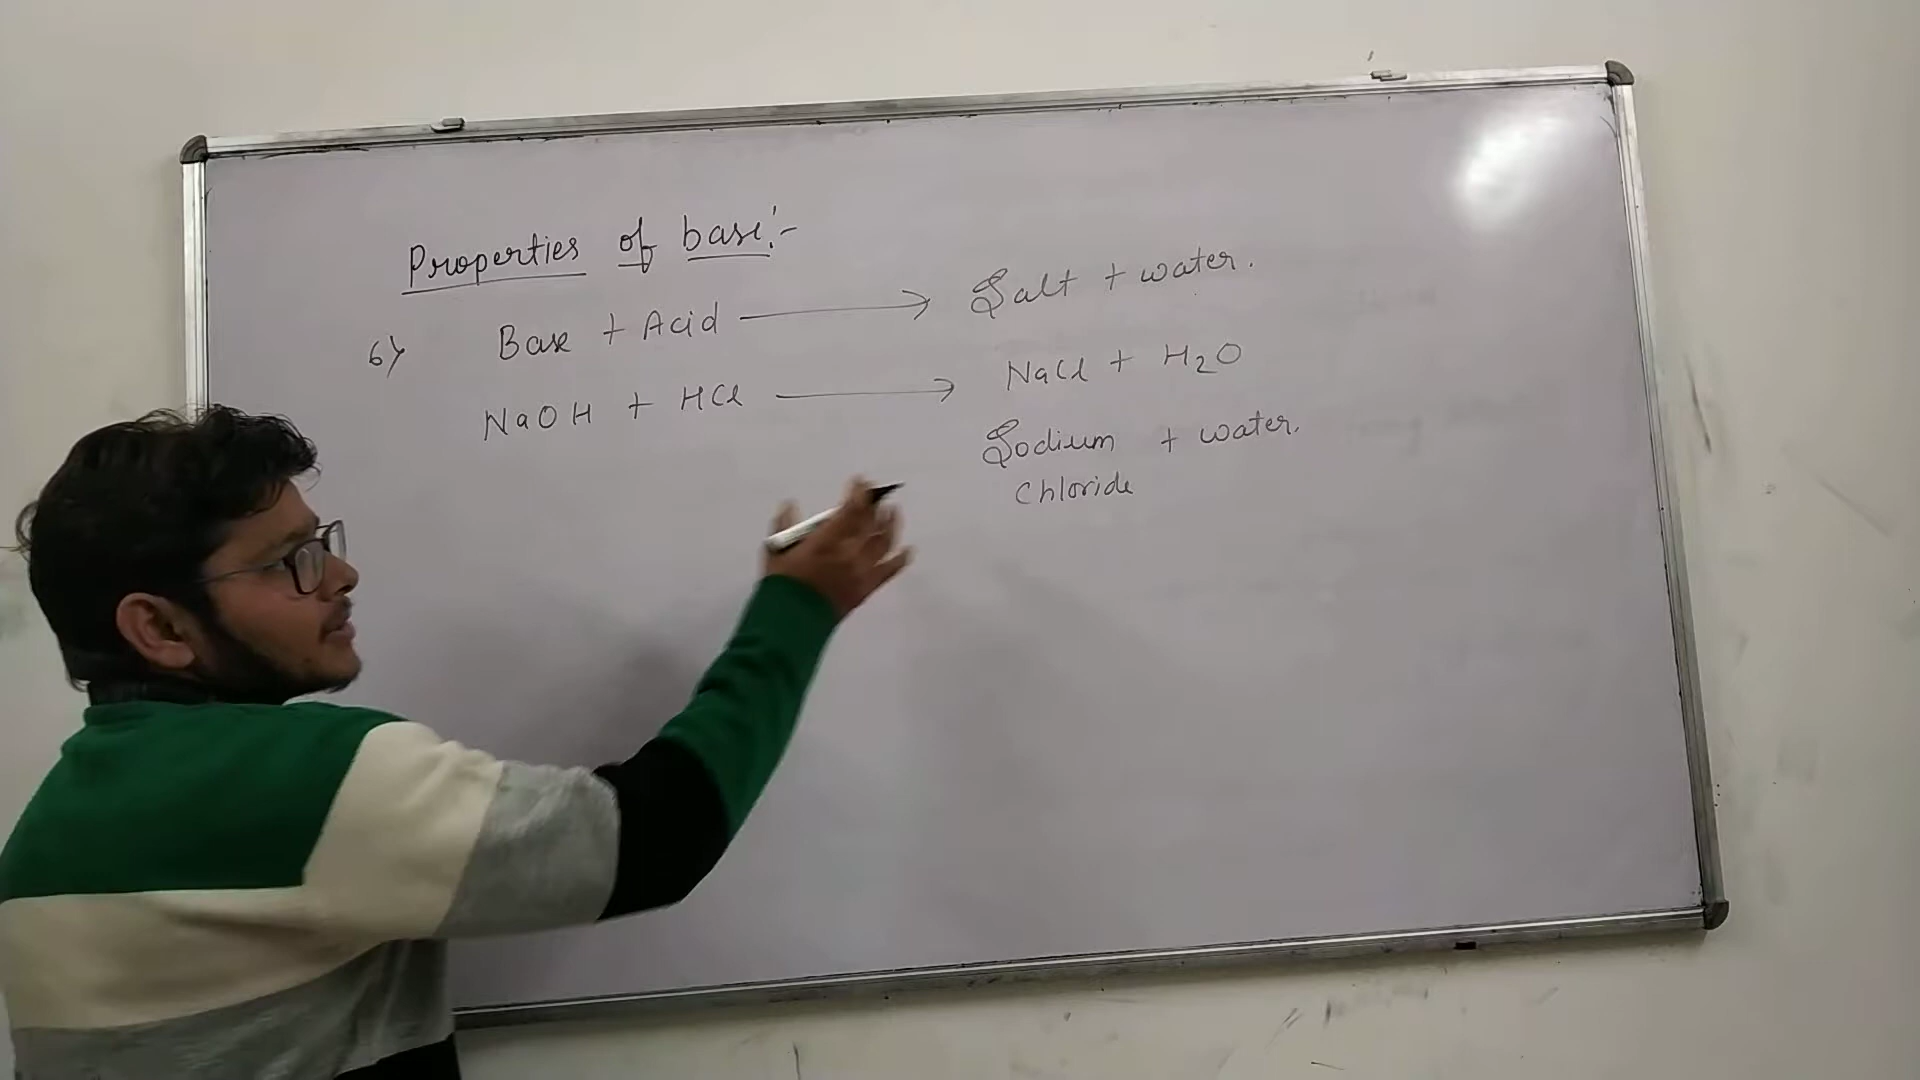 Properties of base:-
6) Base + Acid ⟶ Salt + water.
NaOH + HCl ⟶ NaCl + H₂O
Sodium + water.
Chloride